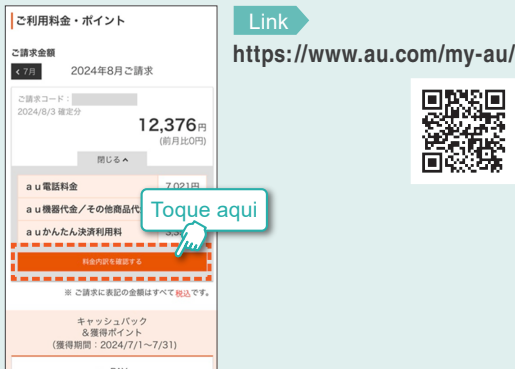 ご利用料金・ポイント
ご請求金額
7月
2024年8月ご請求
ご請求コード：
2024/8/3 確定分
12,376円
(前月比0円)
閉じる
au電話料金 7,021円
au機器代金／その他商品代
auかんたん決済利用料
料金内訳を確認する
※ ご請求に表記の金額はすべて税込です。
キャッシュバック
&獲得ポイント
(獲得期間：2024/7/1〜7/31)
Toque aqui
Link
https://www.au.com/my-au/